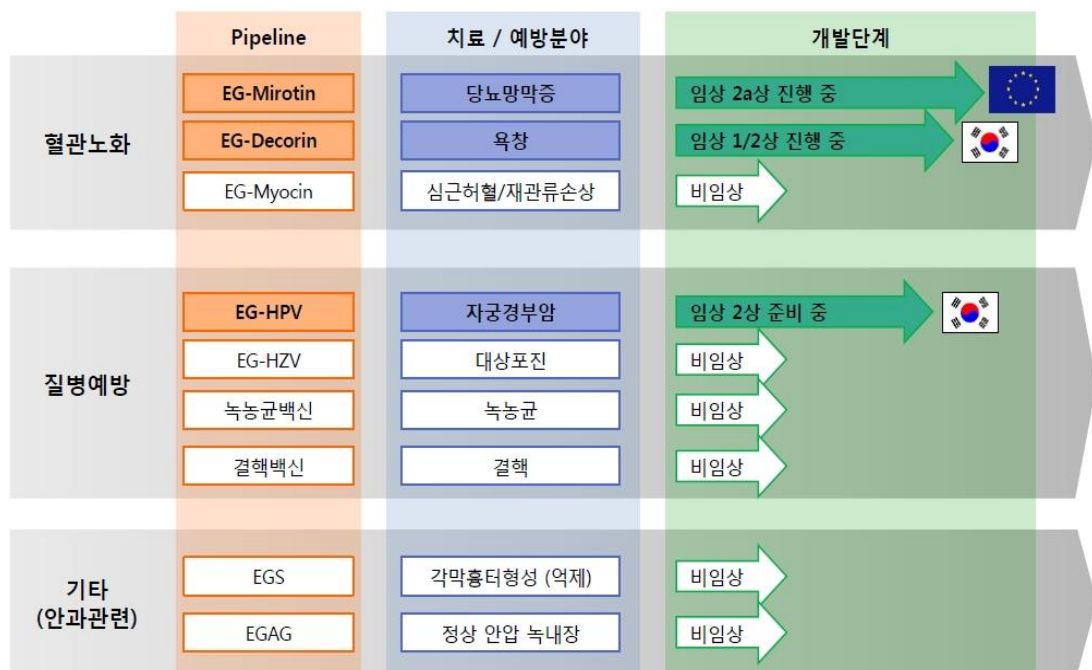 Pipeline
치료 / 예방분야
개발단계
혈관노화
EG-Mirotin
당뇨망막증
임상 2a상 진행 중
EG-Decorin
욕창
임상 1/2상 진행 중
EG-Myocin
심근허혈/재관류손상
비임상
질병예방
EG-HPV
자궁경부암
임상 2상 준비 중
EG-HZV
대상포진
비임상
녹농균백신
녹농균
비임상
결핵백신
결핵
비임상
기타
(안과관련)
EGS
각막흉터형성 (억제)
비임상
EGAG
정상 안압 녹내장
비임상